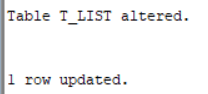 Table T_LIST altered.
1 row updated.